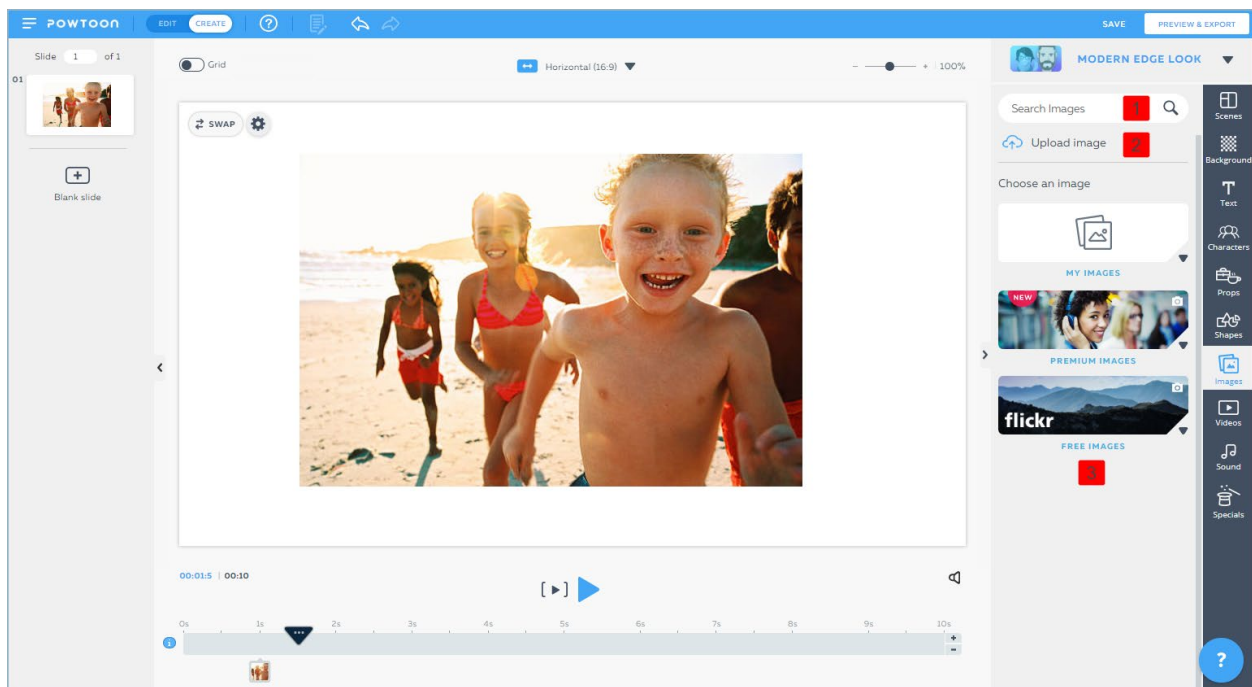 POWTOON EDIT CREATE ? SAVE PREVIEW & EXPORT
Slide 1 of 1
01
Blank slide
Grid
Horizontal (16:9)
- + 100%
SWAP
00:01:5 | 00:10
0s 1s 2s 3s 4s 5s 6s 7s 8s 9s 10s
+
-
MODERN EDGE LOOK
Search Images 1
Upload image 2
Choose an image
MY IMAGES
NEW
PREMIUM IMAGES
flickr
FREE IMAGES
3
Scenes
Background
T
Text
Characters
Props
Shapes
Images
Videos
Sound
Specials
?